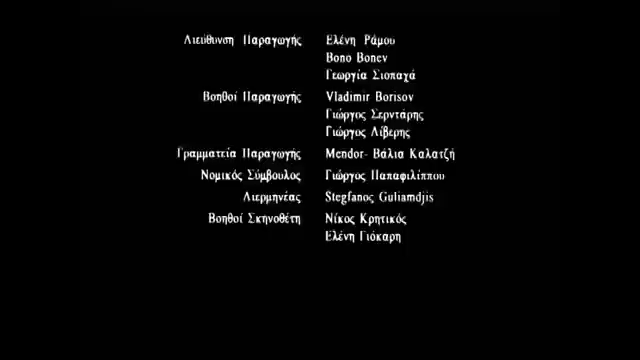 Διεύθυνση Παραγωγής Ελένη Ράμου
Bono Bonev
Γεωργία Σιοπαχά
Βοηθοί Παραγωγής Vladimir Borisov
Γιώργος Σερντάρης
Γιώργος Λίβερης
Γραμματεία Παραγωγής Mendor- Βάλια Καλατζή
Νομικός Σύμβουλος Γιώργος Παπαφιλίππου
Διερμηνέας Stegfanos Guliamdjis
Βοηθοί Σκηνοθέτη Νίκος Κρητικός
Ελένη Γιόκαρη